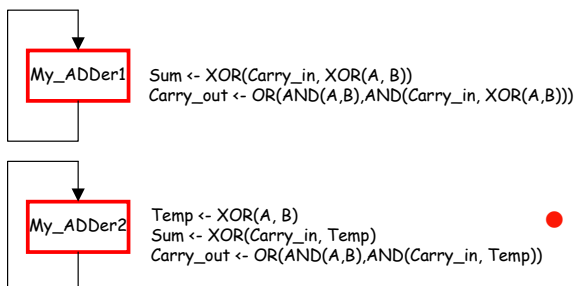 My_ADDer1
Sum <- XOR(Carry_in, XOR(A, B))
Carry_out <- OR(AND(A,B),AND(Carry_in, XOR(A,B)))
My_ADDer2
Temp <- XOR(A, B)
Sum <- XOR(Carry_in, Temp)
Carry_out <- OR(AND(A,B),AND(Carry_in, Temp))